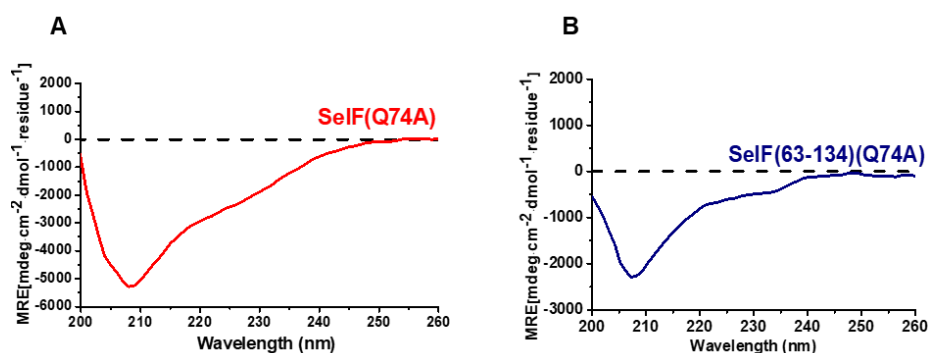 A
MRE[mdeg·cm⁻²·dmol⁻¹·residue⁻¹]
2000
1000
0
-1000
-2000
-3000
-4000
-5000
-6000
SelF(Q74A)
200 210 220 230 240 250 260
Wavelength (nm)
B
MRE[mdeg·cm⁻²·dmol⁻¹·residue⁻¹]
2000
1000
0
-1000
-2000
-3000
SelF(63-134)(Q74A)
200 210 220 230 240 250 260
Wavelength (nm)